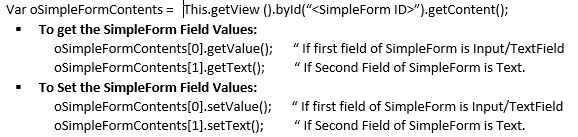 Var oSimpleFormContents = This.getView ().byId(“<SimpleForm ID>”).getContent();
▪ To get the SimpleForm Field Values:
oSimpleFormContents[0].getValue(); “ If first field of SimpleForm is Input/TextField
oSimpleFormContents[1].getText(); “ If Second Field of SimpleForm is Text.
▪ To Set the SimpleForm Field Values:
oSimpleFormContents[0].setValue(); “ If first field of SimpleForm is Input/TextField
oSimpleFormContents[1].setText(); “ If Second Field of SimpleForm is Text.